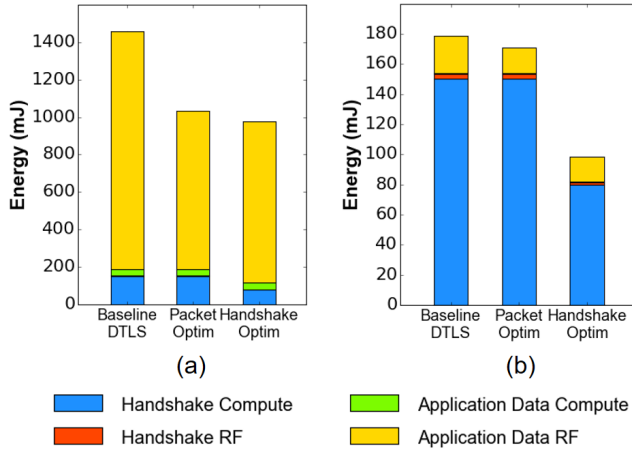 1400
1200
1000
800
600
400
200
0
Energy (mJ)
Baseline DTLS
Packet Optim
Handshake Optim
(a)
180
160
140
120
100
80
60
40
20
0
Energy (mJ)
Baseline DTLS
Packet Optim
Handshake Optim
(b)
Handshake Compute
Application Data Compute
Handshake RF
Application Data RF